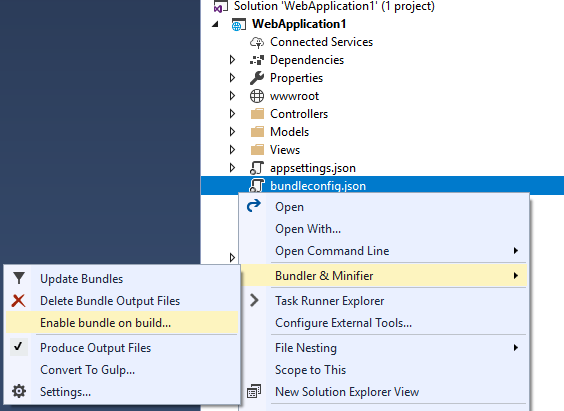 Solution 'WebApplication1' (1 project)
WebApplication1
Connected Services
Dependencies
Properties
wwwroot
Controllers
Models
Views
appsettings.json
bundleconfig.json
Open
Open With...
Open Command Line
Bundler & Minifier
Task Runner Explorer
Configure External Tools...
File Nesting
Scope to This
New Solution Explorer View
Update Bundles
Delete Bundle Output Files
Enable bundle on build...
Produce Output Files
Convert To Gulp...
Settings...